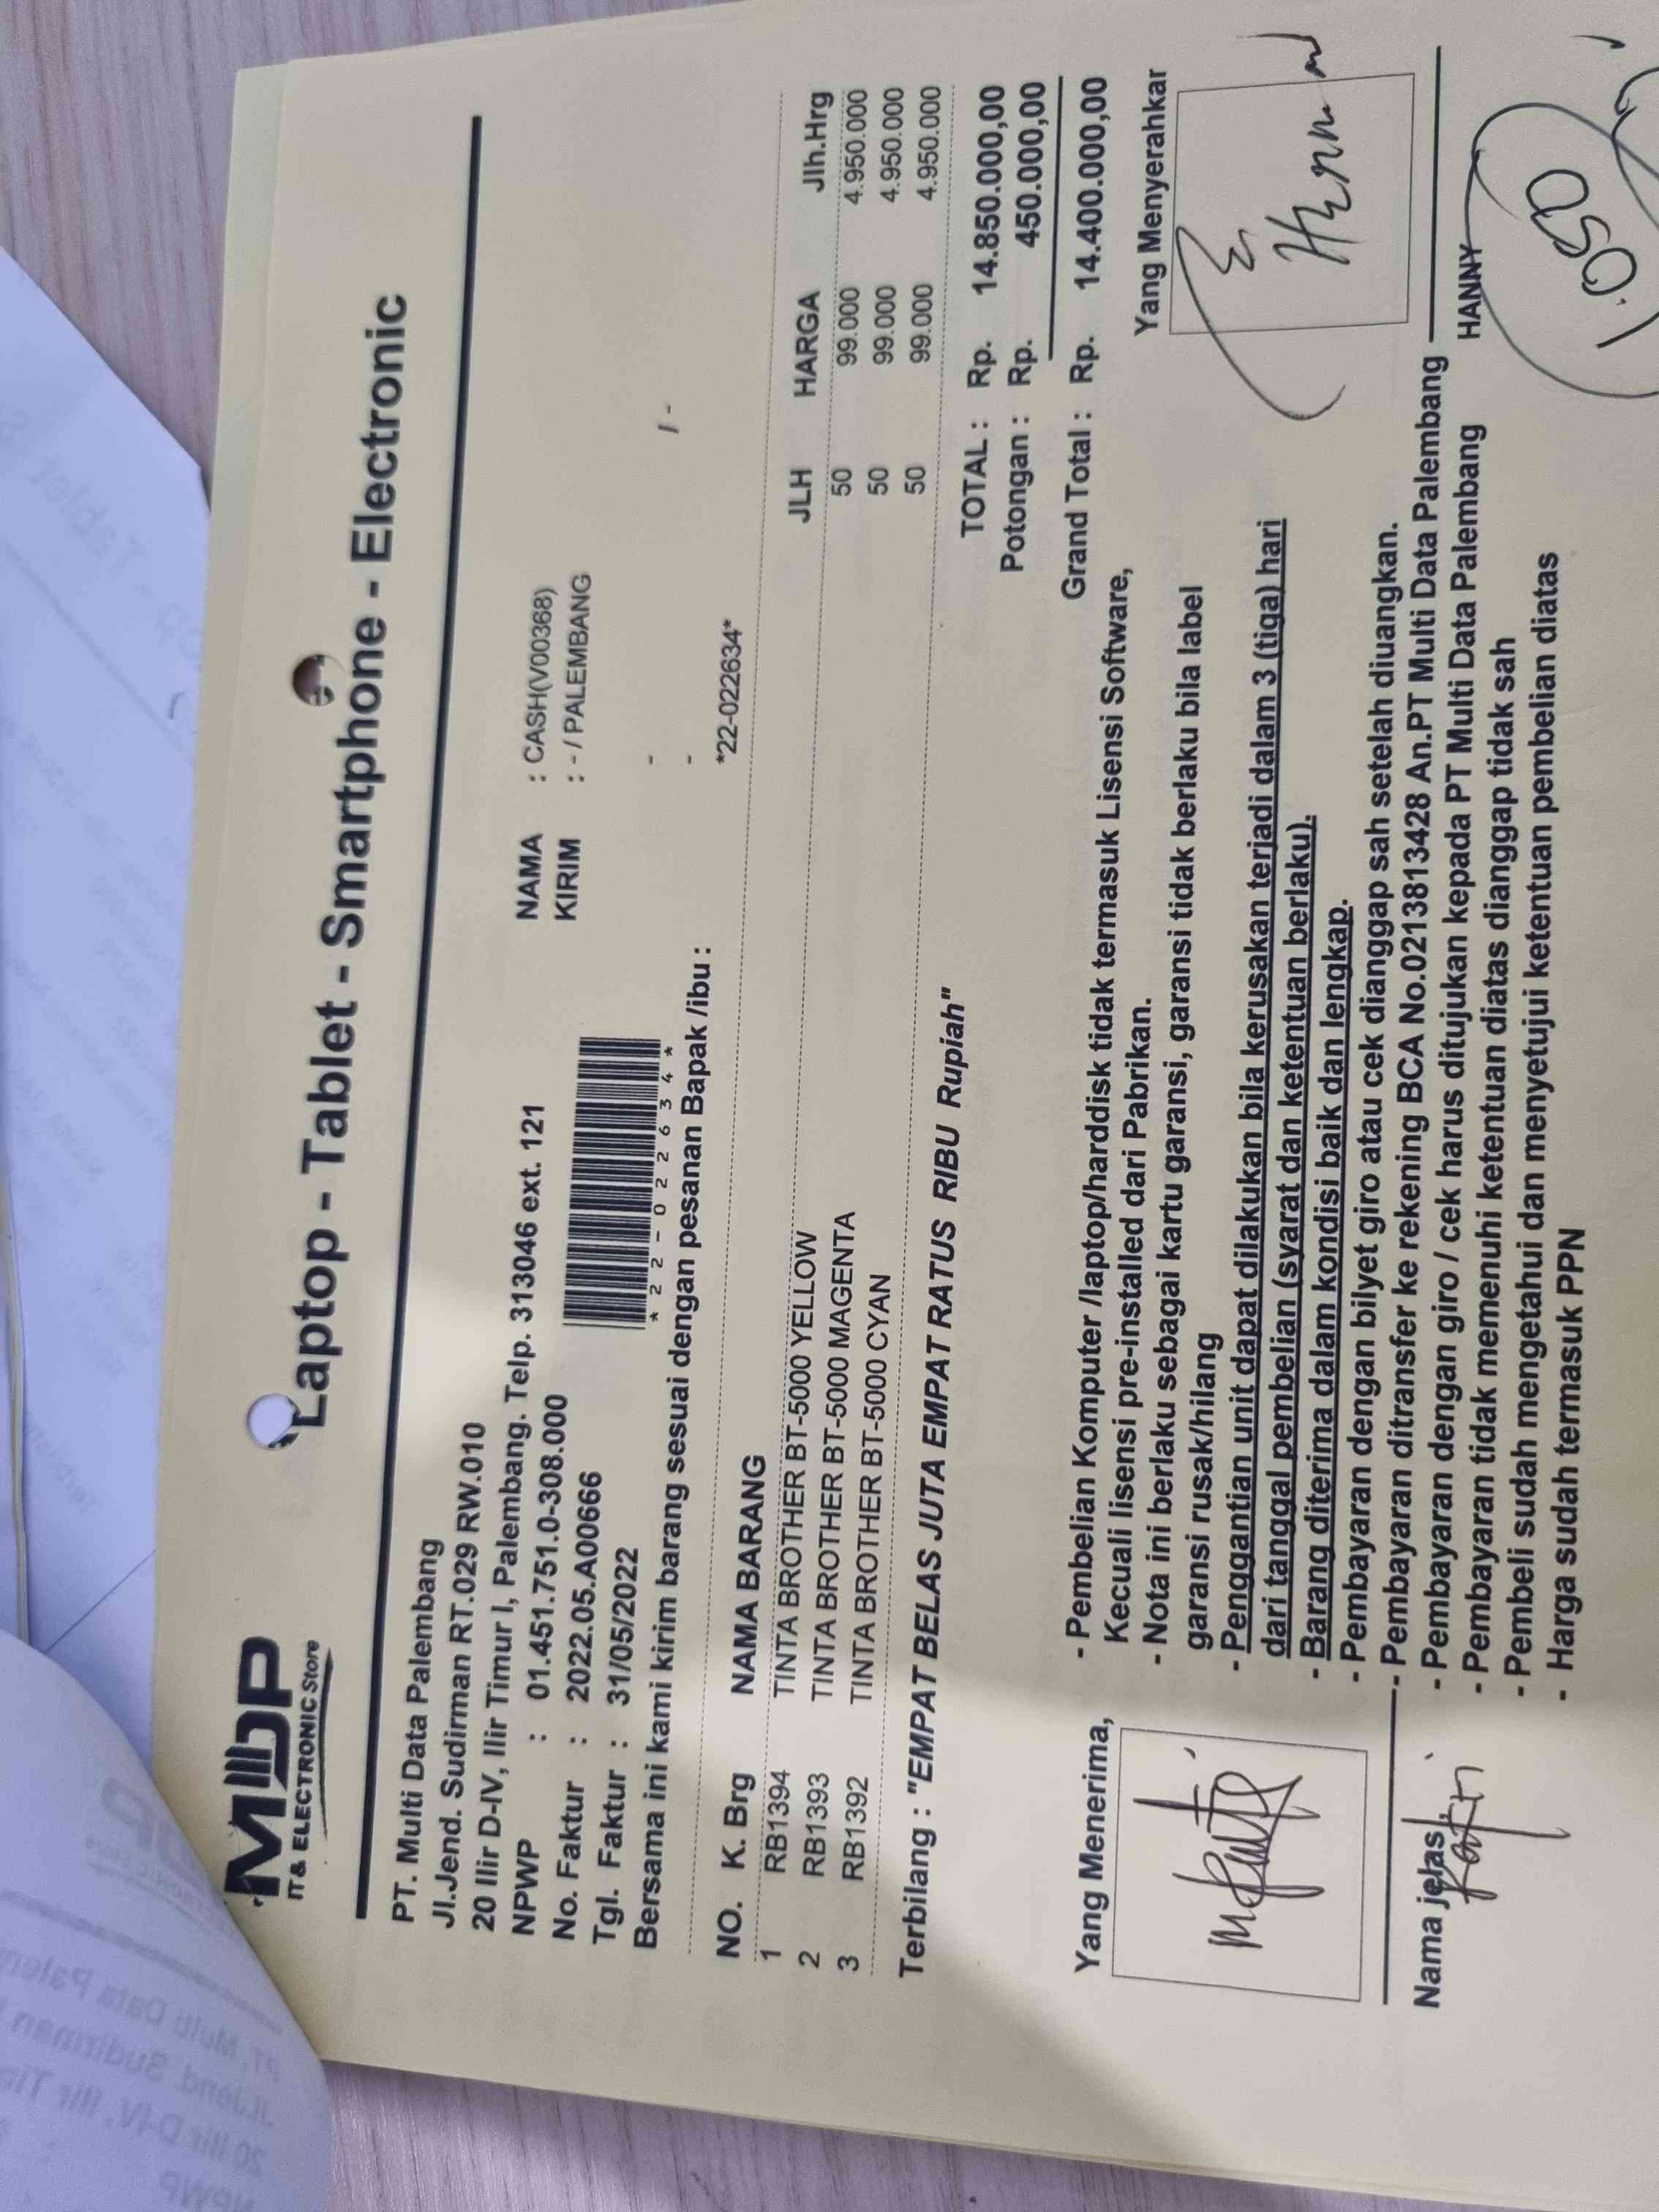 MDP
IT& ELECTRONIC Store
Laptop - Tablet - Smartphone - Electronic
PT. Multi Data Palembang
Jl.Jend. Sudirman RT.029 RW.010
20 Ilir D-IV, Ilir Timur I, Palembang. Telp. 313046 ext. 121
NPWP : 01.451.751.0-308.000
No. Faktur : 2022.05.A00666
Tgl. Faktur : 31/05/2022
NAMA : CASH(V00368)
KIRIM : - / PALEMBANG
- / -
-
*22-022634*
Bersama ini kami kirim barang sesuai dengan pesanan Bapak /ibu :
*22-022634*
NO. K. Brg NAMA BARANG JLH HARGA Jlh.Hrg
1 RB1394 TINTA BROTHER BT-5000 YELLOW 50 99.000 4.950.000
2 RB1393 TINTA BROTHER BT-5000 MAGENTA 50 99.000 4.950.000
3 RB1392 TINTA BROTHER BT-5000 CYAN 50 99.000 4.950.000
Terbilang : "EMPAT BELAS JUTA EMPAT RATUS RIBU Rupiah"
TOTAL : Rp. 14.850.000,00
Potongan : Rp. 450.000,00
Grand Total : Rp. 14.400.000,00
Yang Menerima,
Nama jelas,
- Pembelian Komputer /laptop/harddisk tidak termasuk Lisensi Software,
Kecuali lisensi pre-installed dari Pabrikan.
- Nota ini berlaku sebagai kartu garansi, garansi tidak berlaku bila label
garansi rusak/hilang
- Penggantian unit dapat dilakukan bila kerusakan terjadi dalam 3 (tiga) hari
dari tanggal pembelian (syarat dan ketentuan berlaku).
- Barang diterima dalam kondisi baik dan lengkap.
- Pembayaran dengan bilyet giro atau cek dianggap sah setelah diuangkan.
- Pembayaran ditransfer ke rekening BCA No.0213813428 An.PT Multi Data Palembang
- Pembayaran dengan giro / cek harus ditujukan kepada PT Multi Data Palembang
- Pembayaran tidak memenuhi ketentuan diatas dianggap tidak sah
- Pembeli sudah mengetahui dan menyetujui ketentuan pembelian diatas
- Harga sudah termasuk PPN
Yang Menyerahkar
HANNY